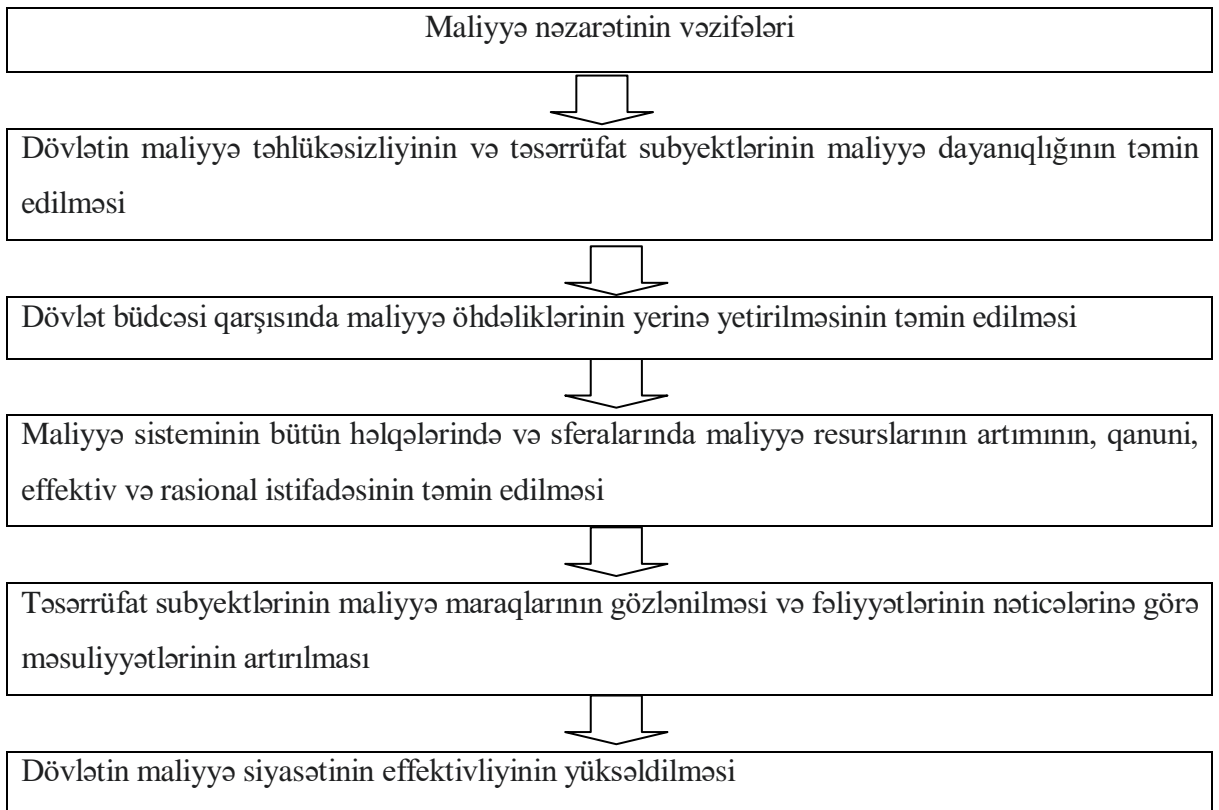 Maliyyə nəzarətinin vəzifələri
Dövlətin maliyyə təhlükəsizliyinin və təsərrüfat subyektlərinin maliyyə dayanıqlığının təmin
edilməsi
Dövlət büdcəsi qarşısında maliyyə öhdəliklərinin yerinə yetirilməsinin təmin edilməsi
Maliyyə sisteminin bütün həlqələrində və sferalarında maliyyə resurslarının artımının, qanuni,
effektiv və rasional istifadəsinin təmin edilməsi
Təsərrüfat subyektlərinin maliyyə maraqlarının gözlənilməsi və fəliyyətlərinin nəticələrinə görə
məsuliyyətlərinin artırılması
Dövlətin maliyyə siyasətinin effektivliyinin yüksəldilməsi